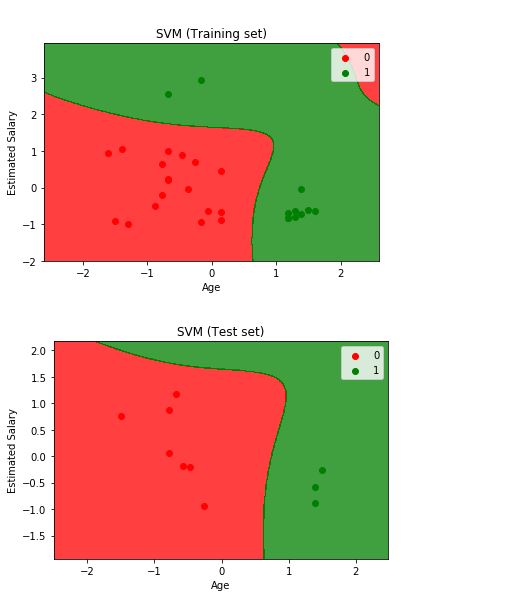 SVM (Training set)
0
1
3
2
1
0
−1
−2
Estimated Salary
−2 −1 0 1 2
Age
SVM (Test set)
0
1
2.0
1.5
1.0
0.5
0.0
−0.5
−1.0
−1.5
Estimated Salary
−2 −1 0 1 2
Age